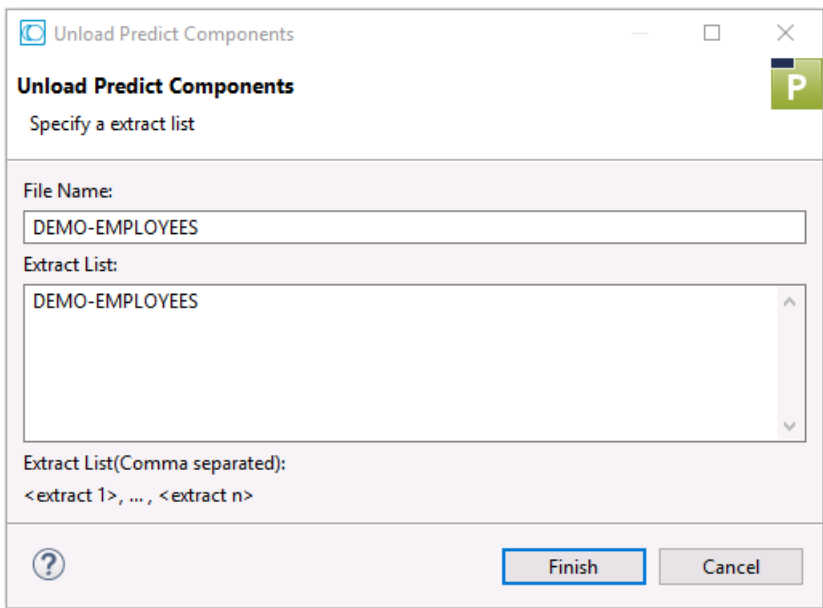 Unload Predict Components
Unload Predict Components
P
Specify a extract list
File Name:
DEMO-EMPLOYEES
Extract List:
DEMO-EMPLOYEES
Extract List(Comma separated):
<extract 1>, ... , <extract n>
?
Finish
Cancel